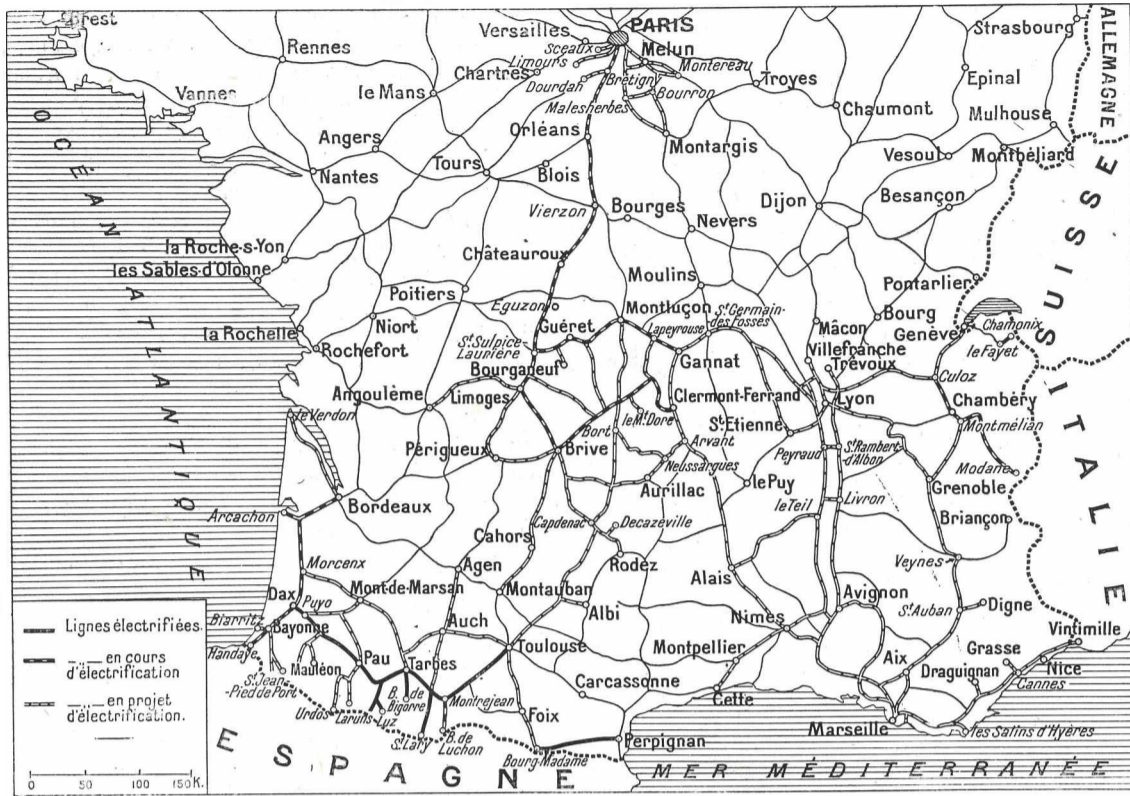 Brest
Rennes
Vannes
Versailles
PARIS
Sceaux
Limours
Melun
Montereau
Chartres
Dourdan
Brétigny
Bourron
Malesherbes
Troyes
Strasbourg
ALLEMAGNE
Epinal
Chaumont
Mulhouse
le Mans
Angers
Orléans
Montargis
Vesoul
Montbéliard
Tours
Blois
Nantes
Vierzon
Bourges
Nevers
Dijon
Besançon
SUISSE
OCÉAN ATLANTIQUE
la Roche-s-Yon
les Sables-d'Olonne
Châteauroux
Moulins
Pontarlier
Poitiers
Eguzon
Montluçon
St Germain-
des Fossés
Lapeyrouse
Bourg
Genève
Chamonix
le Fayet
la Rochelle
Niort
Rochefort
Guéret
St Sulpice-
Laurière
Bourganeuf
Gannat
Mâcon
Villefranche
Trévoux
Culoz
ITALIE
Angoulême
Limoges
Clermont-Ferrand
Lyon
Chambéry
Montmélian
le Verdon
le Mt Dore
St Etienne
Périgueux
Bort
Brive
Arvant
Neussargues
Peyraud
St Rambert-
d'Albon
Modane
Grenoble
Bordeaux
Aurillac
le Puy
Livron
le Teil
Briançon
Arcachon
Capdenac
Decazeville
Cahors
Rodez
Veynes
Morcenx
Agen
Montauban
Alais
Avignon
Dax
Puyo
Mont-de-Marsan
Albi
Nîmes
St Auban
Digne
Biarritz
Bayonne
Auch
Toulouse
Montpellier
Vintimille
Handaye
Mauléon
Pau
Tarbes
Aix
Grasse
Draguignan
Nice
Cannes
St Jean-
-Pied de Port
Urdos
Laruns
Luz
B. de
Bigorre
Montrejean
Carcassonne
Cette
Marseille
les Salins d'Hyères
St Lary
B. de
Luchon
Foix
Bourg-Madame
Perpignan
ESPAGNE
MER MÉDITERRANÉE
Lignes électrifiées.
_ .. _ en cours
d'électrification
_ .. _ en projet
d'électrification.
0 50 100 150 K.